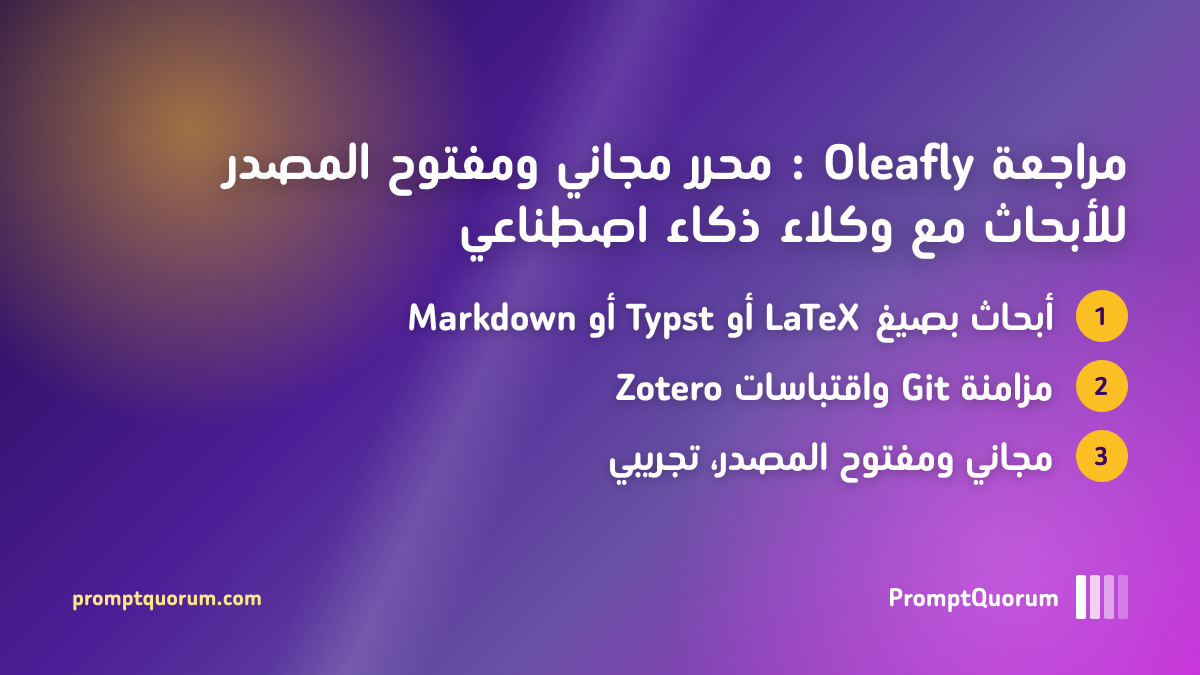 مراجعة Oleafly : محرر مجاني ومفتوح المصدر
للأبحاث مع وكلاء ذكاء اصطناعي
1 أبحاث بصيغ LaTeX أو Typst أو Markdown
2 مزامنة Git واقتباسات Zotero
3 مجاني ومفتوح المصدر، تجريبي
PromptQuorum
promptquorum.com